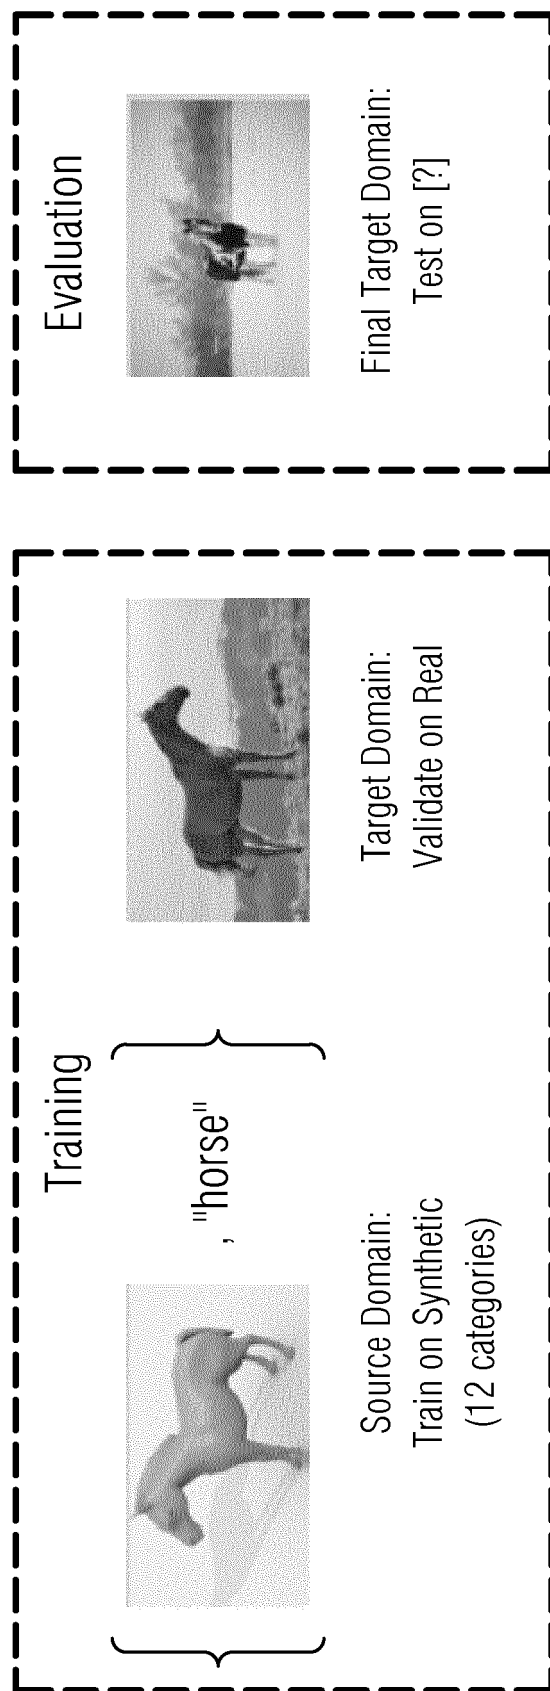 Training
, "horse"
Source Domain:
Train on Synthetic
(12 categories)
Target Domain:
Validate on Real
Evaluation
Final Target Domain:
Test on [?]